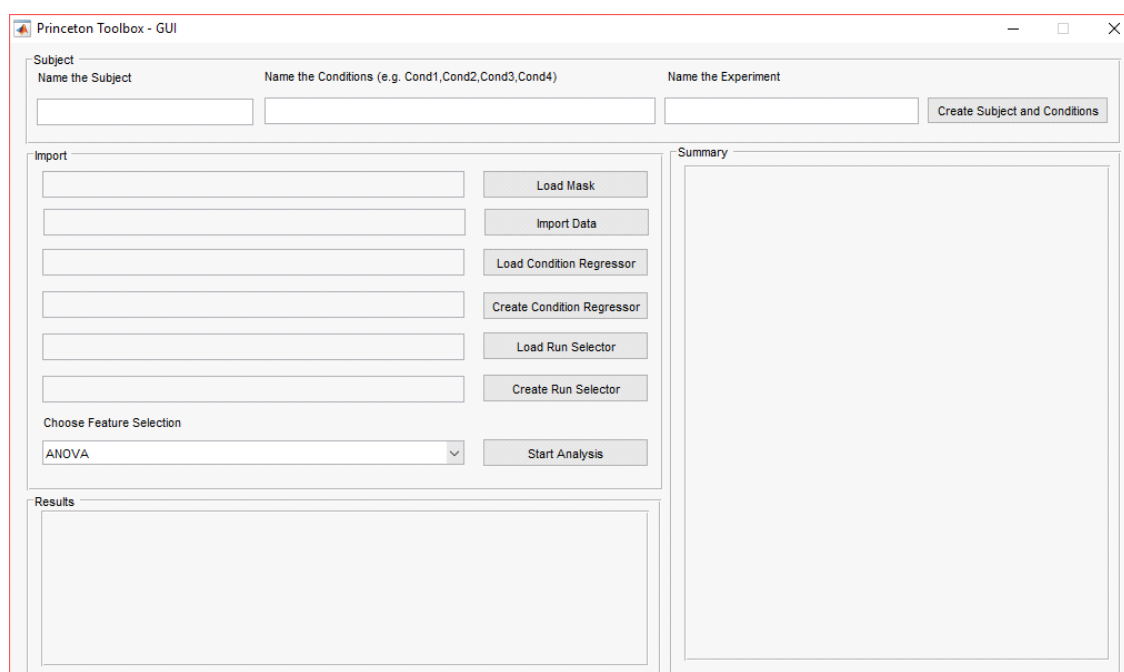 Princeton Toolbox - GUI
Subject
Name the Subject
Name the Conditions (e.g. Cond1,Cond2,Cond3,Cond4)
Name the Experiment
Create Subject and Conditions
Import
Load Mask
Import Data
Load Condition Regressor
Create Condition Regressor
Load Run Selector
Create Run Selector
Choose Feature Selection
ANOVA
Start Analysis
Results
Summary